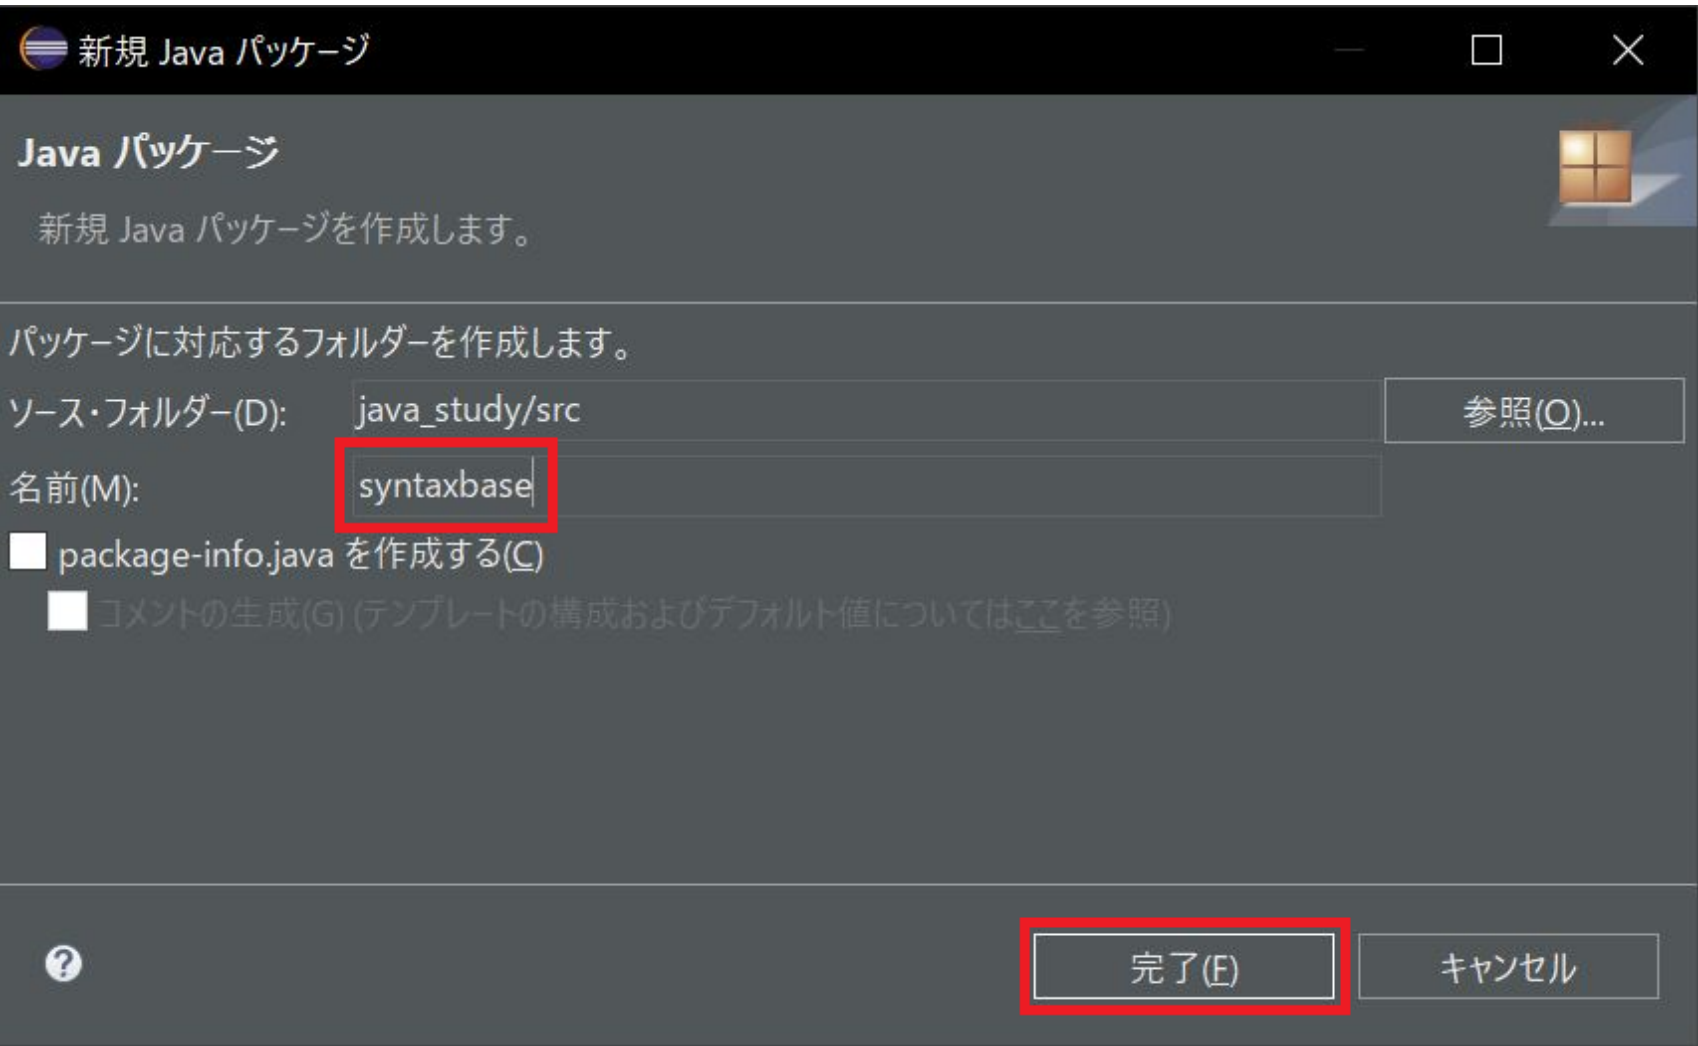 新規 Java パッケージ
Java パッケージ
新規 Java パッケージを作成します。
パッケージに対応するフォルダーを作成します。
ソース・フォルダー(D): java_study/src 参照(O)...
名前(M): syntaxbase
package-info.java を作成する(C)
コメントの生成(G) (テンプレートの構成およびデフォルト値についてはここを参照)
完了(F) キャンセル